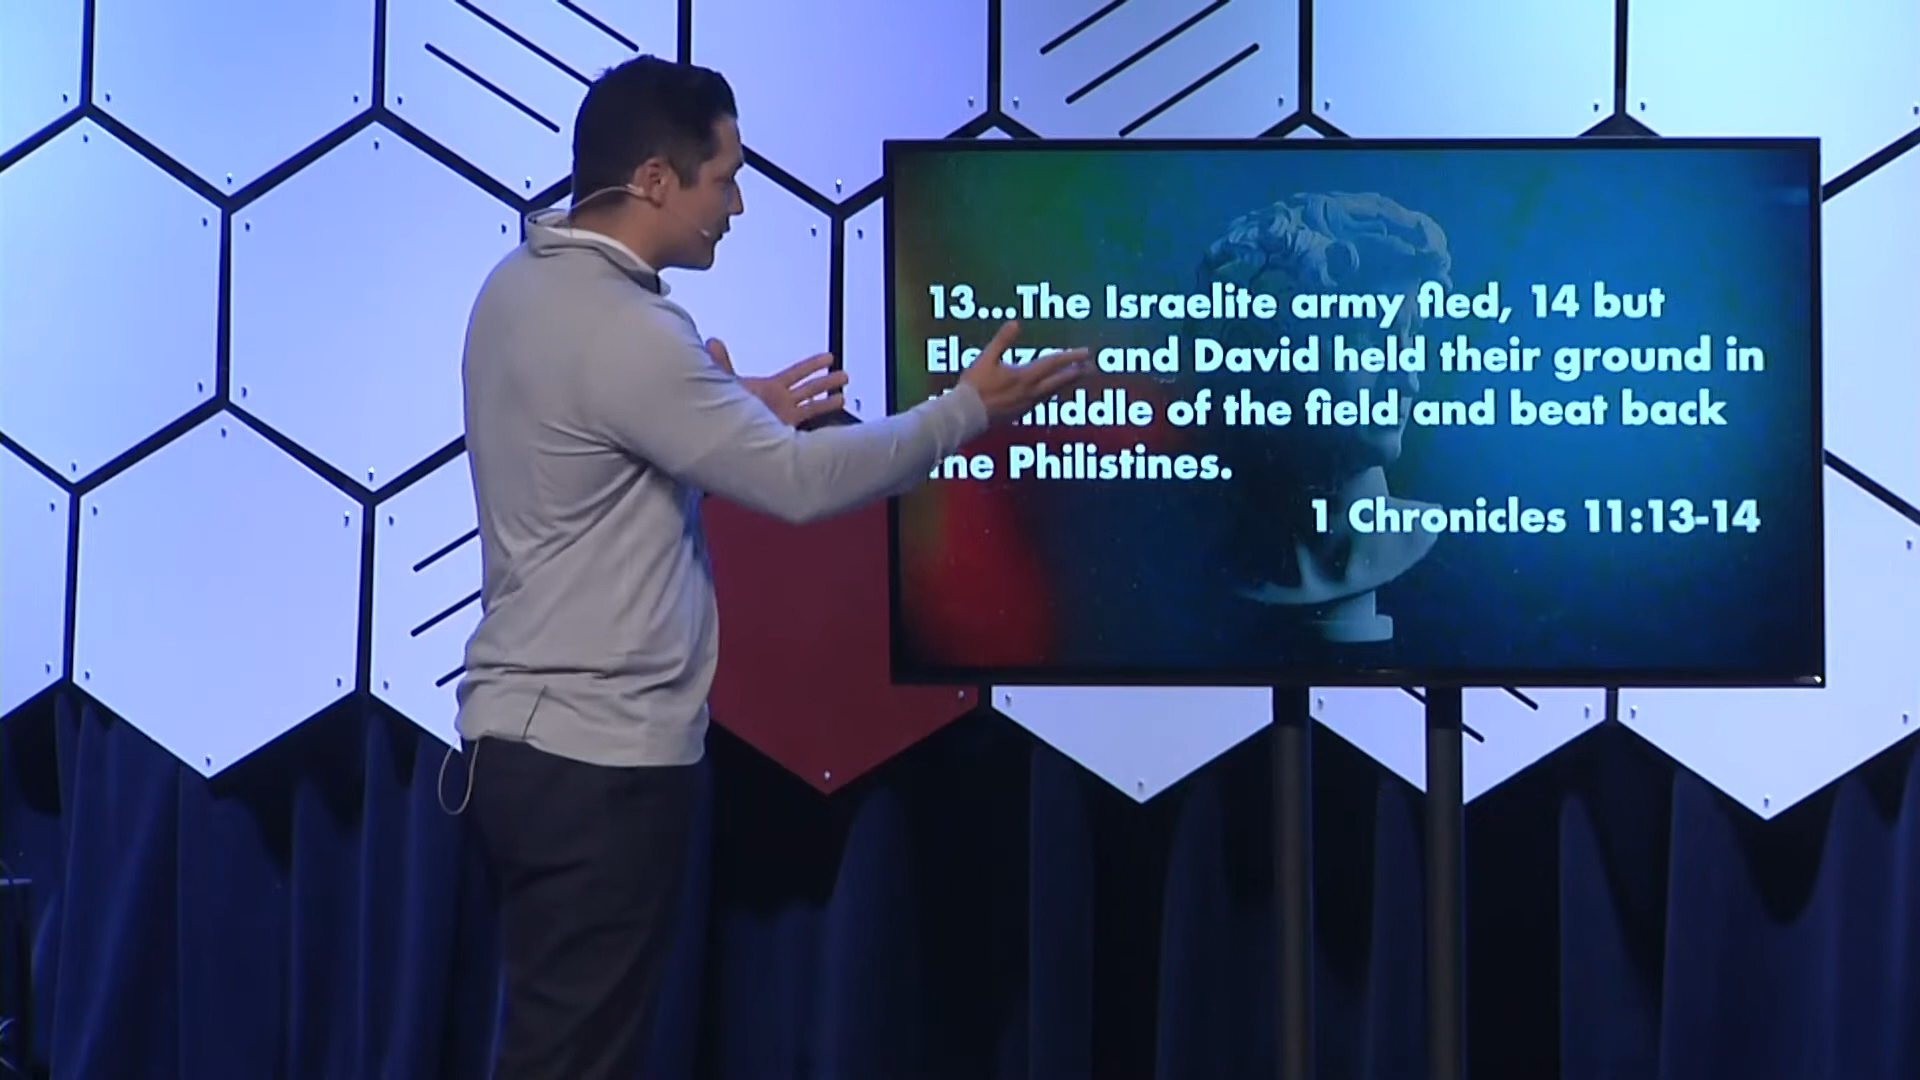 13...The Israelite army fled, 14 but
and David held their ground in
middle of the field and beat back
the Philistines.
1 Chronicles 11:13-14